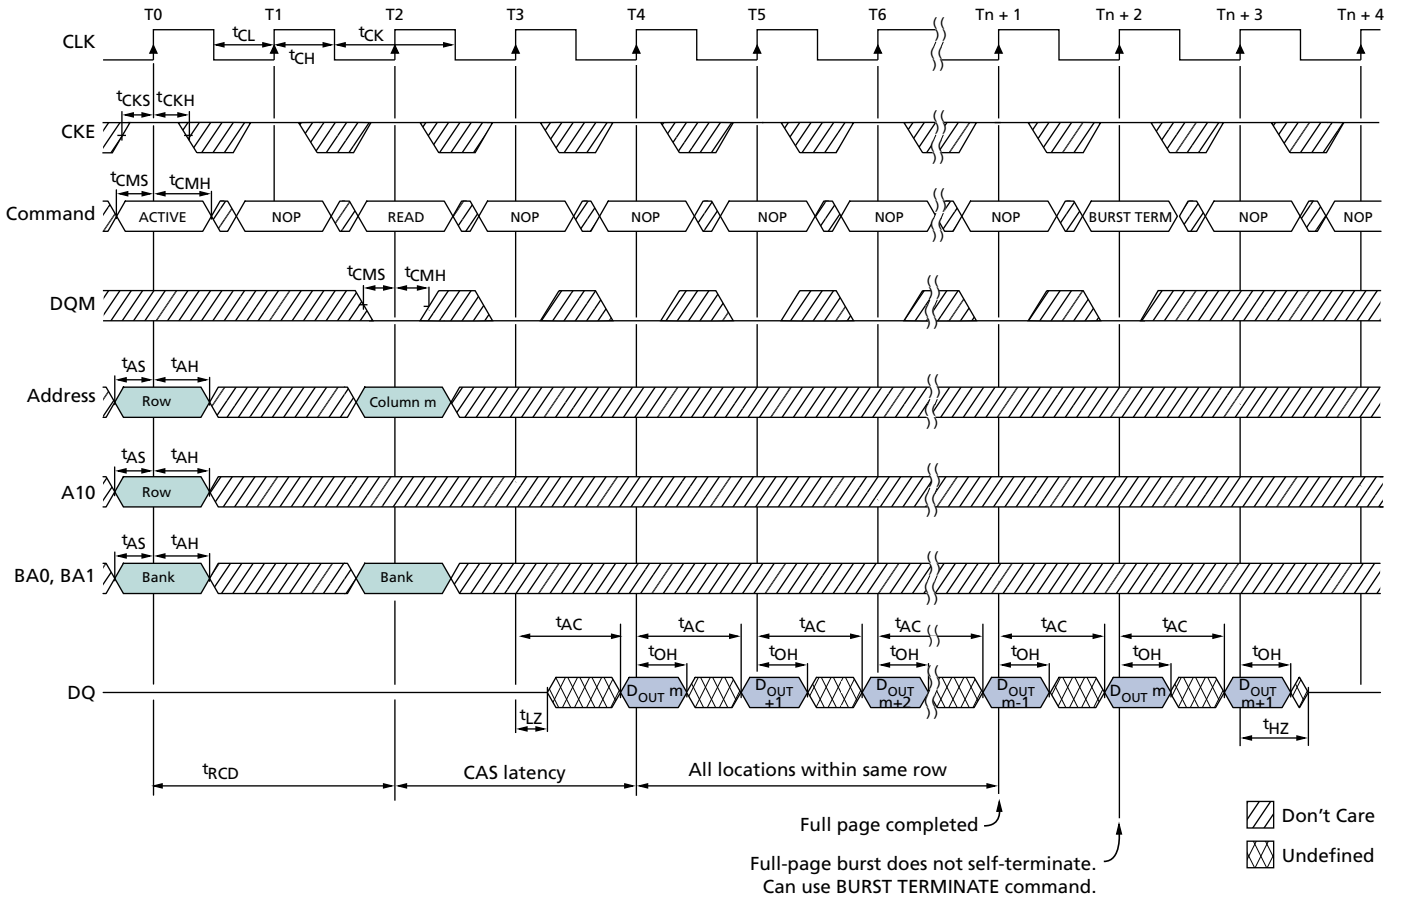 T0 T1 T2 T3 T4 T5 T6 Tn + 1 Tn + 2 Tn + 3 Tn + 4
CLK
tCL tCK
tCH
tCKS tCKH
CKE
tCMS tCMH
Command ACTIVE NOP READ NOP NOP NOP NOP NOP BURST TERM NOP NOP
tCMS tCMH
DQM
tAS tAH
Address Row Column m
tAS tAH
A10 Row
tAS tAH
BA0, BA1 Bank Bank
tAC tAC tAC tAC tAC tAC
tOH tOH tOH tOH tOH tOH
DQ DOUT m DOUT +1 DOUT m+2 DOUT m-1 DOUT m DOUT m+1
tLZ tHZ
tRCD CAS latency All locations within same row
Full page completed
Don't Care
Full-page burst does not self-terminate.
Can use BURST TERMINATE command.
Undefined